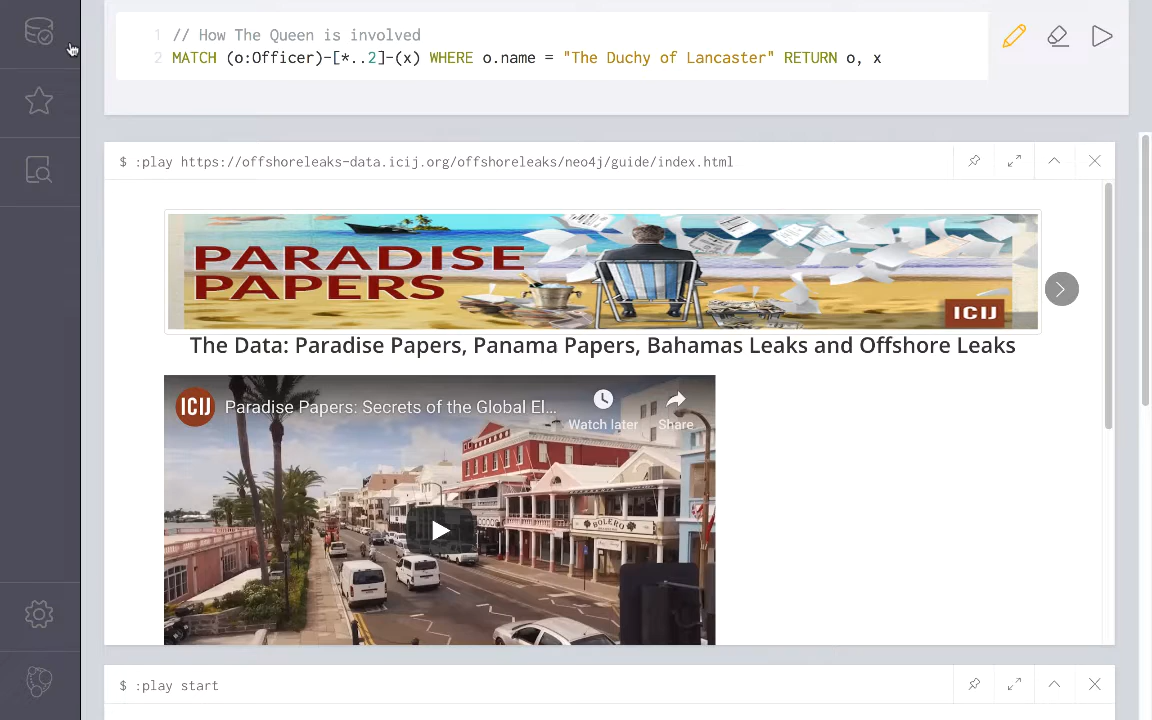 1 // How The Queen is involved
2 MATCH (o:Officer)-[*..2]-(x) WHERE o.name = "The Duchy of Lancaster" RETURN o, x
$ :play https://offshoreleaks-data.icij.org/offshoreleaks/neo4j/guide/index.html
PARADISE
PAPERS
ICIJ
The Data: Paradise Papers, Panama Papers, Bahamas Leaks and Offshore Leaks
ICIJ Paradise Papers: Secrets of the Global El...
Watch later Share
BOLERO
$ :play start